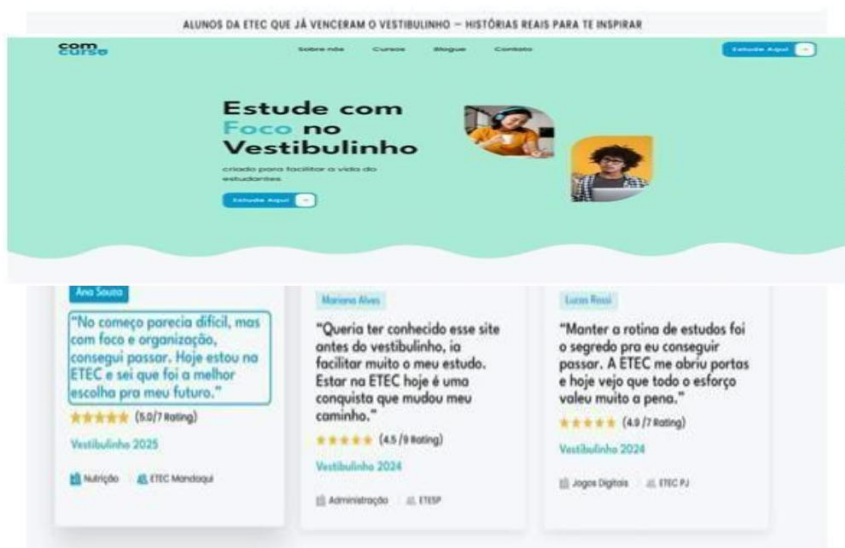 ALUNOS DA ETEC QUE JÁ VENCERAM O VESTIBULINHO — HISTÓRIAS REAIS PARA TE INSPIRAR
com
curso
Sobre nós Cursos Blogue Contato
Estude Aqui
Estude com
Foco no
Vestibulinho
criado para facilitar a vida do
estudantes
Estude Aqui
Ana Souza
"No começo parecia difícil, mas
com foco e organização,
consegui passar. Hoje estou na
ETEC e sei que foi a melhor
escolha pra meu futuro."
(5.0/7 Rating)
Vestibulinho 2025
Nutrição ETEC Mandaqui
Mariana Alves
"Queria ter conhecido esse site
antes do vestibulinho, ia
facilitar muito o meu estudo.
Estar na ETEC hoje é uma
conquista que mudou meu
caminho."
(4.5 /9 Rating)
Vestibulinho 2024
Administração ETESP
Lucas Rossi
"Manter a rotina de estudos foi
o segredo pra eu conseguir
passar. A ETEC me abriu portas
e hoje vejo que todo o esforço
valeu muito a pena."
(4.9 /7 Rating)
Vestibulinho 2024
Jogos Digitais ETEC PJ